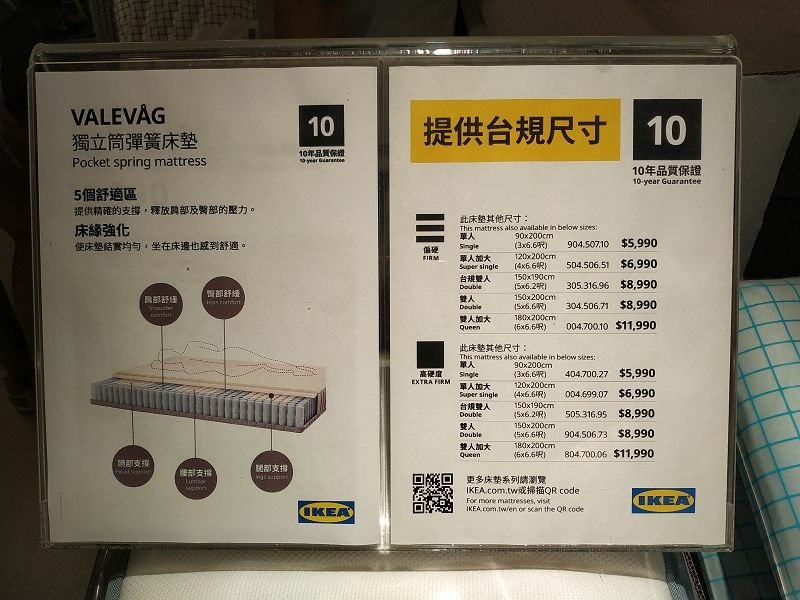 VALEVÅG
獨立筒彈簧床墊
Pocket spring mattress
10
10年品質保證
10-year Guarantee
5個舒適區
提供精確的支撐，釋放肩部及臀部的壓力。
床緣強化
使床墊結實均勻，坐在床邊也感到舒適。
肩部舒緩
Shoulder
comfort
臀部舒緩
Hips comfort
頭部支撐
Head support
腰部支撐
Lumbar
support
腿部支撐
legs support
IKEA
提供台規尺寸
10
10年品質保證
10-year Guarantee
偏硬
FIRM
此床墊其他尺寸：
This mattress also available in below sizes:
單人 90x200cm
Single (3x6.6呎) 904.507.10 $5,990
單人加大 120x200cm
Super single (4x6.6呎) 504.506.51 $6,990
台規雙人 150x190cm
Double (5x6.2呎) 305.316.96 $8,990
雙人 150x200cm
Double (5x6.6呎) 304.506.71 $8,990
雙人加大 180x200cm
Queen (6x6.6呎) 004.700.10 $11,990
高硬度
EXTRA FIRM
此床墊其他尺寸：
This mattress also available in below sizes:
單人 90x200cm
Single (3x6.6呎) 404.700.27 $5,990
單人加大 120x200cm
Super single (4x6.6呎) 004.699.07 $6,990
台規雙人 150x190cm
Double (5x6.2呎) 505.316.95 $8,990
雙人 150x200cm
Double (5x6.6呎) 904.506.73 $8,990
雙人加大 180x200cm
Queen (6x6.6呎) 804.700.06 $11,990
更多床墊系列請瀏覽
IKEA.com.tw或掃描QR code
For more mattresses, visit
IKEA.com.tw/en or scan the QR code
IKEA